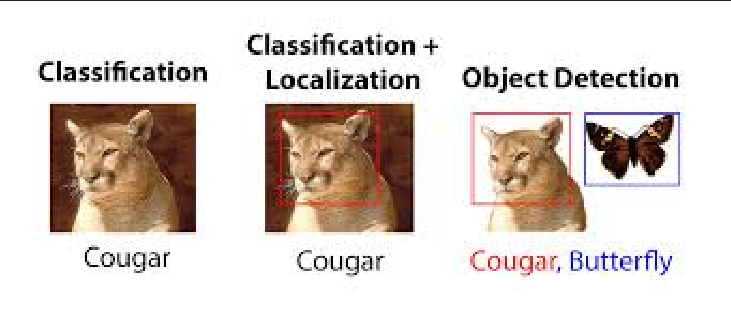 Classification
Classification +
Localization
Object Detection
Cougar
Cougar
Cougar, Butterfly